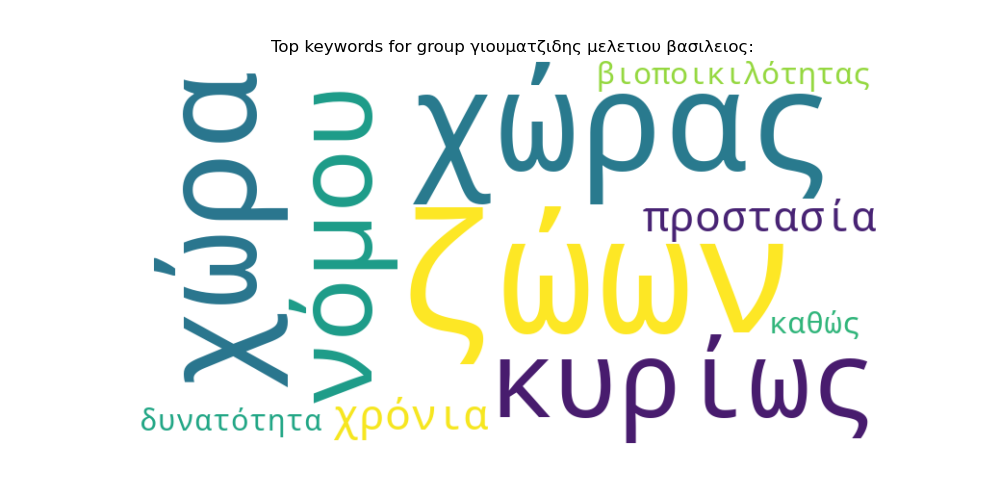 Top keywords for group γιουματζιδης μελετιου βασιλειος:
βιοποικιλότητας
χώρας
χώρα
νόμου
προστασία
ζώων
καθώς
κυρίως
χρόνια
δυνατότητα